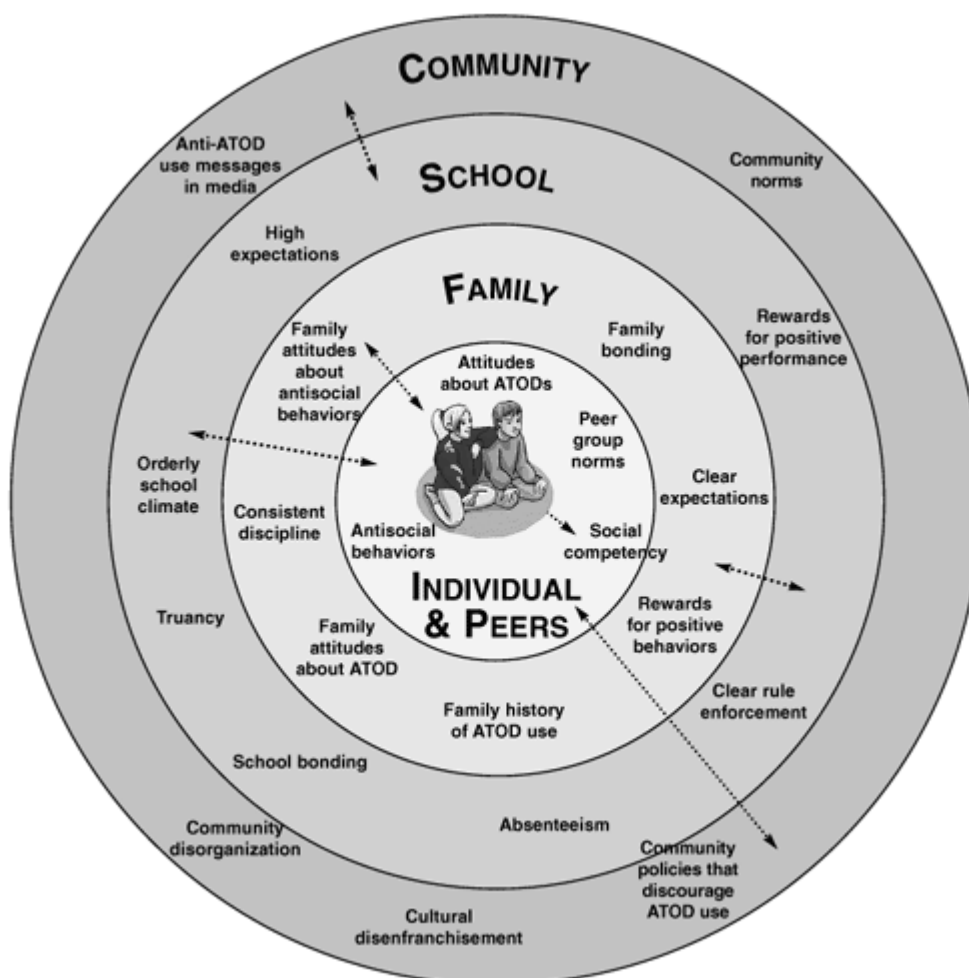 COMMUNITY
Anti-ATOD
use messages
in media
Community
norms
SCHOOL
High
expectations
Rewards
for positive
performance
FAMILY
Family
attitudes
about
antisocial
behaviors
Family
bonding
Attitudes
about ATODs
Peer
group
norms
Orderly
school
climate
Consistent
discipline
Clear
expectations
Antisocial
behaviors
Social
competency
INDIVIDUAL
& PEERS
Truancy
Family
attitudes
about ATOD
Rewards
for positive
behaviors
Family history
of ATOD use
Clear rule
enforcement
School bonding
Absenteeism
Community
disorganization
Community
policies that
discourage
ATOD use
Cultural
disenfranchisement